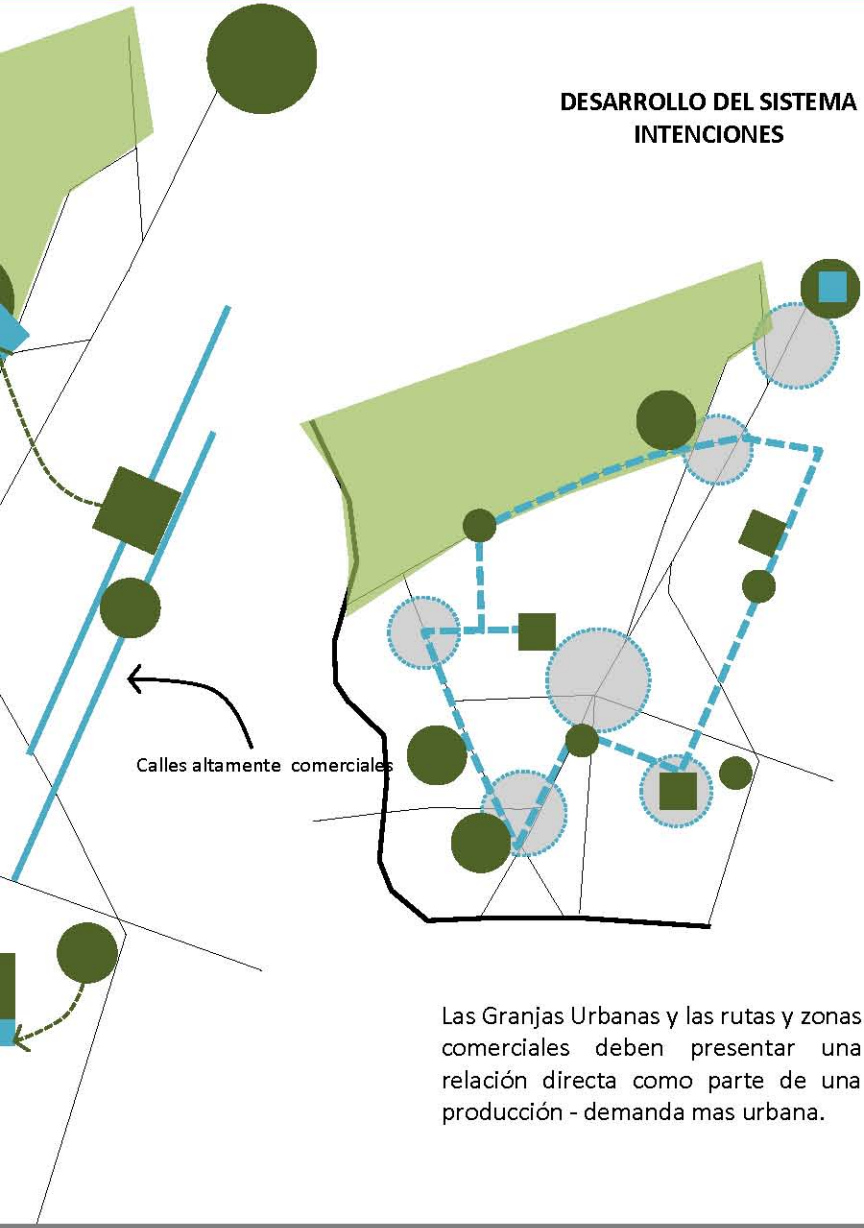 DESARROLLO DEL SISTEMA
INTENCIONES
Calles altamente comerciales
Las Granjas Urbanas y las rutas y zonas
comerciales deben presentar una
relación directa como parte de una
producción - demanda mas urbana.